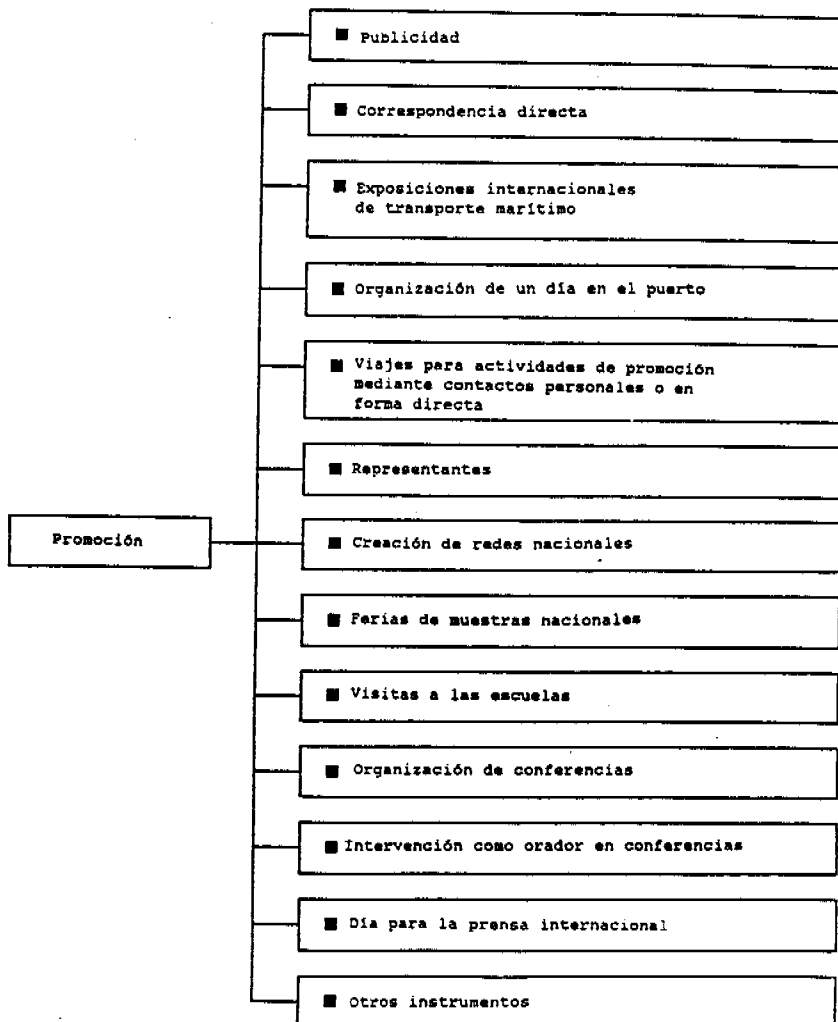 ■ Publicidad
■ Correspondencia directa
■ Exposiciones internacionales
de transporte marítimo
■ Organización de un día en el puerto
■ Viajes para actividades de promoción
mediante contactos personales o en
forma directa
■ Representantes
Promoción
■ Creación de redes nacionales
■ Ferias de muestras nacionales
■ Visitas a las escuelas
■ Organización de conferencias
■ Intervención como orador en conferencias
■ Día para la prensa internacional
■ Otros instrumentos